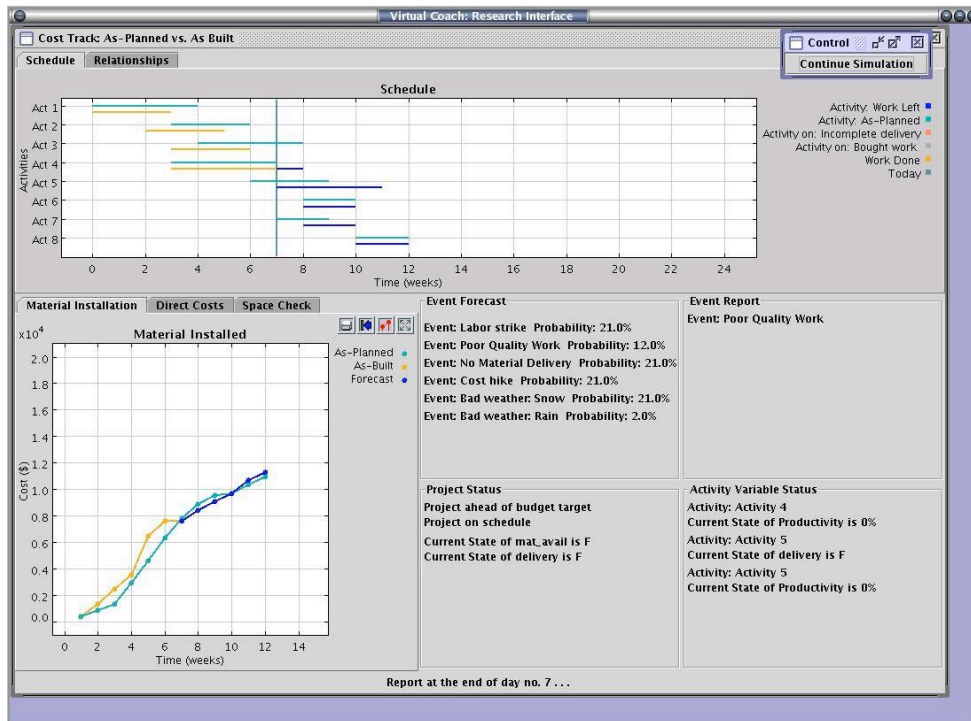 Virtual Coach: Research Interface
Cost Track: As-Planned vs. As Built
Control
Continue Simulation
Schedule
Relationships
Schedule
Activities
Act 1
Act 2
Act 3
Act 4
Act 5
Act 6
Act 7
Act 8
0 2 4 6 8 10 12 14 16 18 20 22 24
Time (weeks)
Activity: Work Left
Activity: As-Planned
Activity on: Incomplete delivery
Activity on: Bought work
Work Done
Today
Material Installation
Direct Costs
Space Check
Material Installed
x10⁴
Cost ($)
2.0
1.8
1.6
1.4
1.2
1.0
0.8
0.6
0.4
0.2
0.0
0 2 4 6 8 10 12 14
Time (weeks)
As-Planned
As-Built
Forecast
Event Forecast
Event: Labor strike Probability: 21.0%
Event: Poor Quality Work Probability: 12.0%
Event: No Material Delivery Probability: 21.0%
Event: Cost hike Probability: 21.0%
Event: Bad weather: Snow Probability: 21.0%
Event: Bad weather: Rain Probability: 2.0%
Event Report
Event: Poor Quality Work
Project Status
Project ahead of budget target
Project on schedule
Current State of mat_avail is F
Current State of delivery is F
Activity Variable Status
Activity: Activity 4
Current State of Productivity is 0%
Activity: Activity 5
Current State of delivery is F
Activity: Activity 5
Current State of Productivity is 0%
Report at the end of day no. 7 . . .